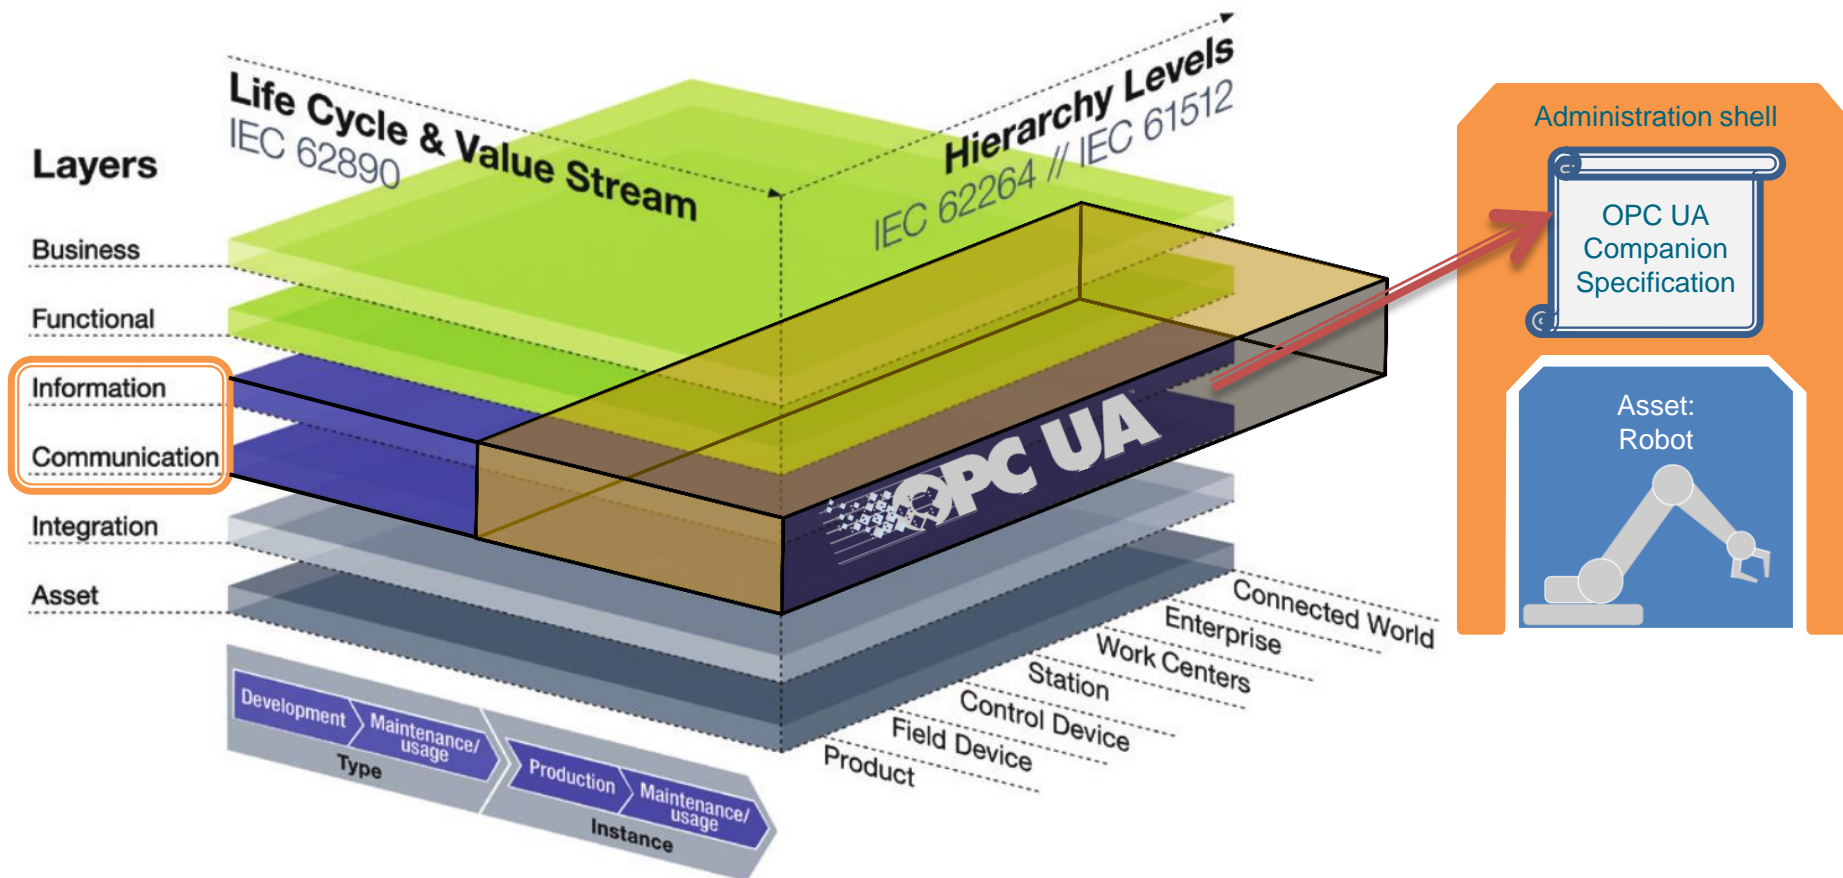 Life Cycle & Value Stream
IEC 62890
Hierarchy Levels
IEC 62264 // IEC 61512
Layers
Business
Functional
Information
Communication
Integration
Asset
OPC UA
Development
Maintenance/
usage
Type
Production
Maintenance/
usage
Instance
Connected World
Enterprise
Work Centers
Station
Control Device
Field Device
Product
Administration shell
OPC UA
Companion
Specification
Asset:
Robot